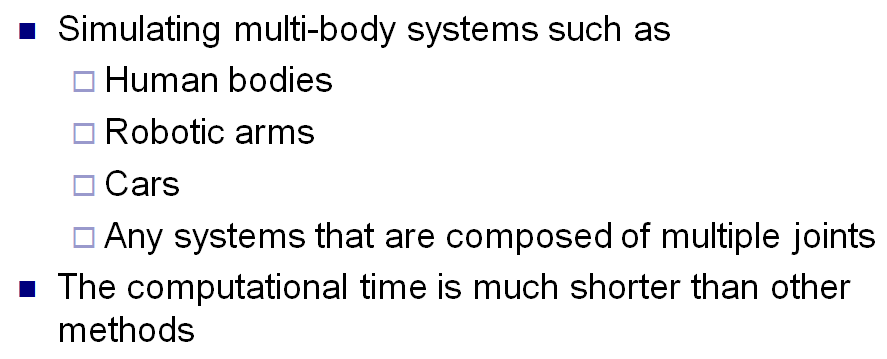 Simulating multi-body systems such as
Human bodies
Robotic arms
Cars
Any systems that are composed of multiple joints
The computational time is much shorter than other
methods